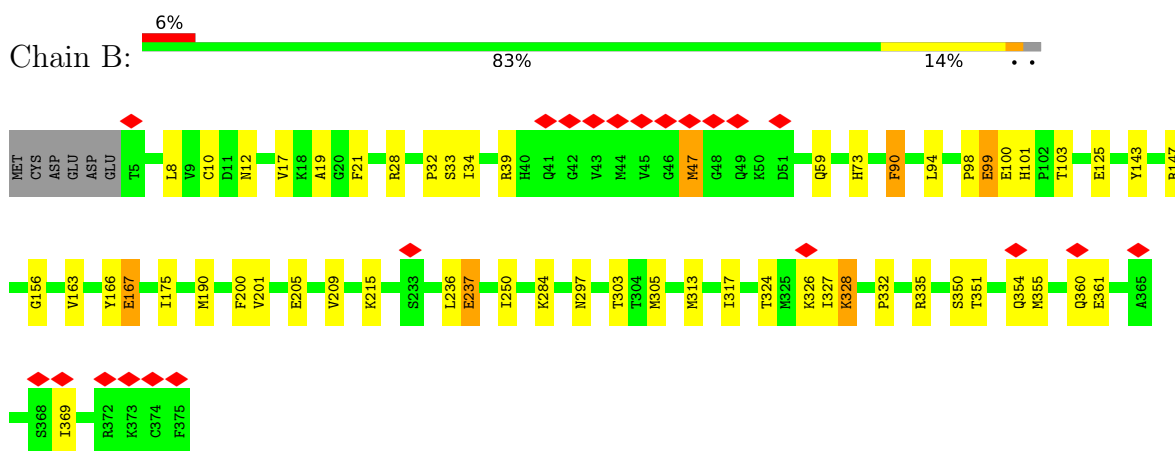 6%
Chain B:
83% 14% • •
MET CYS ASP GLU ASP GLU T5 L8 V9 C10 D11 N12 V17 K18 A19 G20 F21 R28 P32 S33 I34 R39 H40 Q41 G42 V43 M44 V45 G46 M47 G48 Q49 K50 D51 Q59 H73 F90 L94 P98 E99 E100 H101 P102 T103 E125 Y143 R147
G156 V163 Y166 E167 I175 M190 F200 V201 E205 V209 K215 S233 L236 E237 I250 K284 N297 T303 T304 M305 M313 I317 T324 M325 K326 I327 K328 P332 R335 S350 T351 Q354 M355 Q360 E361 A365
S368 I369 R372 K373 C374 F375